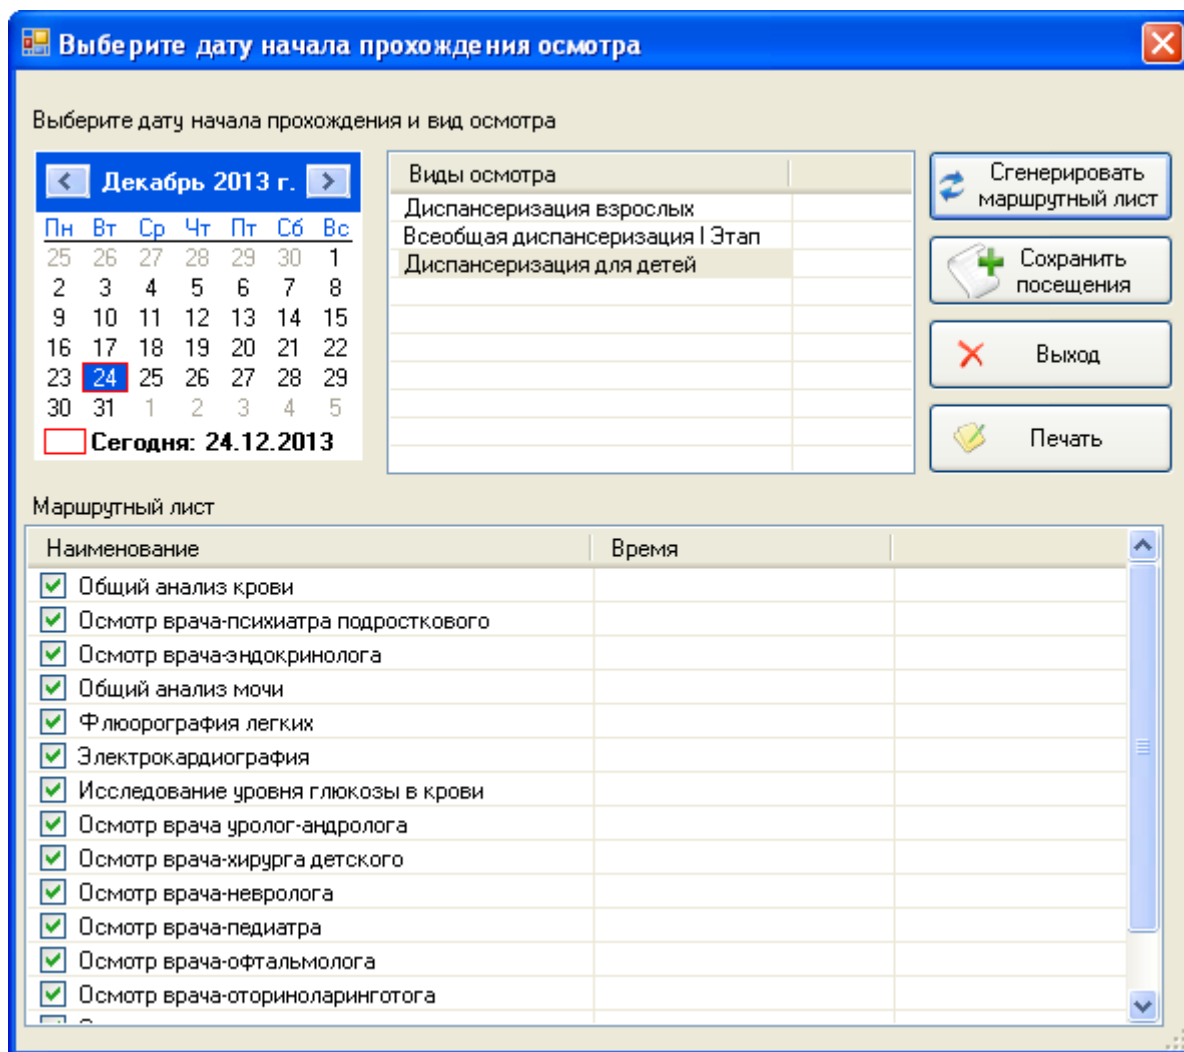 Выберите дату начала прохождения осмотра
Выберите дату начала прохождения и вид осмотра
Декабрь 2013 г.
Пн Вт Ср Чт Пт Сб Вс
25 26 27 28 29 30 1
2 3 4 5 6 7 8
9 10 11 12 13 14 15
16 17 18 19 20 21 22
23 24 25 26 27 28 29
30 31 1 2 3 4 5
Сегодня: 24.12.2013
Виды осмотра
Диспансеризация взрослых
Всеобщая диспансеризация I Этап
Диспансеризация для детей
Сгенерировать
маршрутный лист
Сохранить
посещения
Выход
Печать
Маршрутный лист
Наименование Время
Общий анализ крови
Осмотр врача-психиатра подросткового
Осмотр врача-эндокринолога
Общий анализ мочи
Флюорография легких
Электрокардиография
Исследование уровня глюкозы в крови
Осмотр врача уролог-андролога
Осмотр врача-хирурга детского
Осмотр врача-невролога
Осмотр врача-педиатра
Осмотр врача-офтальмолога
Осмотр врача-оториноларинготога